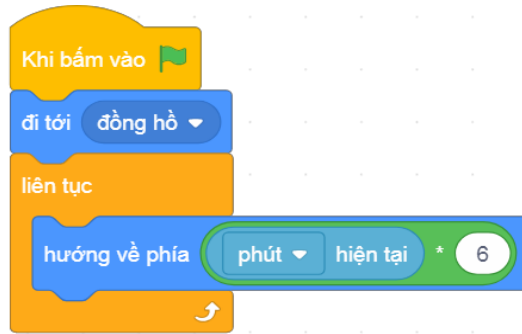 Khi bấm vào
đi tới đồng hồ
liên tục
hướng về phía phút hiện tại * 6